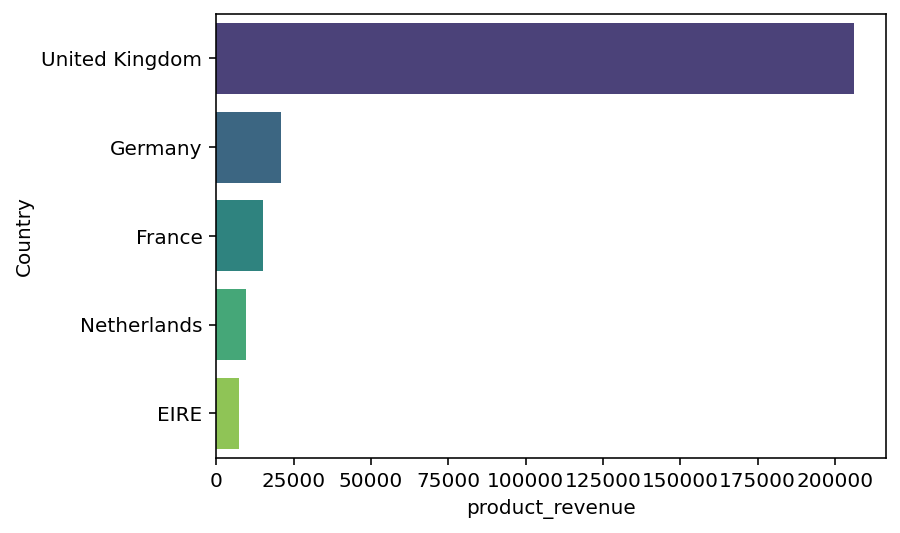 United Kingdom
Germany
France
Netherlands
EIRE
Country
0 25000 50000 75000 100000 125000 150000 175000 200000
product_revenue